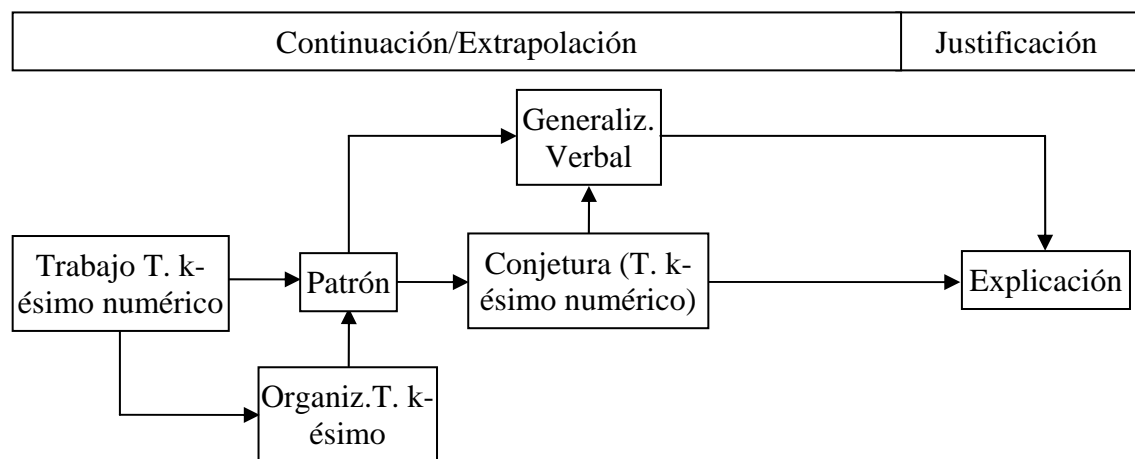 Continuación/Extrapolación
Justificación
Generaliz.
Verbal
Trabajo T. k-
ésimo numérico
Patrón
Conjetura (T. k-
ésimo numérico)
Explicación
Organiz.T. k-
ésimo